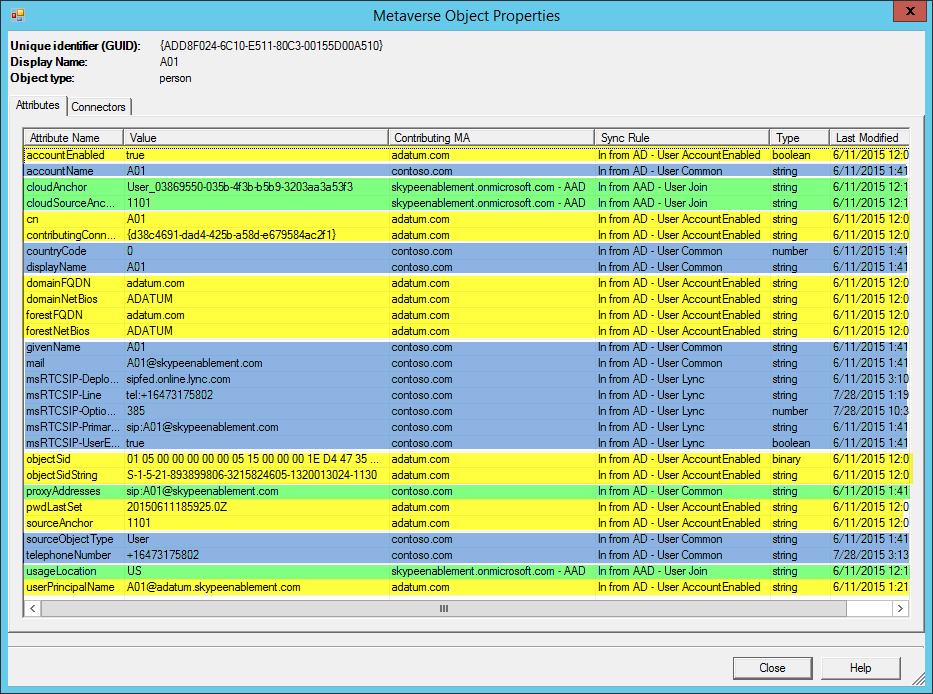 Metaverse Object Properties
X
Unique identifier (GUID): {ADD8F024-6C10-E511-80C3-00155D00A510}
Display Name: A01
Object type: person
Attributes Connectors
Attribute Name Value Contributing MA Sync Rule Type Last Modified
accountEnabled true adatum.com In from AD - User AccountEnabled boolean 6/11/2015 12:0
accountName A01 contoso.com In from AD - User Common string 6/11/2015 1:41
cloudAnchor User_03869550-035b-4f3b-b5b9-3203aa3a53f3 skypeenablement.onmicrosoft.com - AAD In from AAD - User Join string 6/11/2015 12:1
cloudSourceAnc... 1101 skypeenablement.onmicrosoft.com - AAD In from AAD - User Join string 6/11/2015 12:1
cn A01 adatum.com In from AD - User AccountEnabled string 6/11/2015 12:0
contributingConn... {d38c4691-dad4-425b-a58d-e679584ac2f1} adatum.com In from AD - User AccountEnabled string 6/11/2015 12:0
countryCode 0 contoso.com In from AD - User Common number 6/11/2015 1:41
displayName A01 contoso.com In from AD - User Common string 6/11/2015 1:41
domainFQDN adatum.com adatum.com In from AD - User AccountEnabled string 6/11/2015 12:0
domainNetBios ADATUM adatum.com In from AD - User AccountEnabled string 6/11/2015 12:0
forestFQDN adatum.com adatum.com In from AD - User AccountEnabled string 6/11/2015 12:0
forestNetBios ADATUM adatum.com In from AD - User AccountEnabled string 6/11/2015 12:0
givenName A01 contoso.com In from AD - User Common string 6/11/2015 1:41
mail A01@skypeenablement.com contoso.com In from AD - User Common string 6/11/2015 1:41
msRTCSIP-Deplo... sipfed.online.lync.com contoso.com In from AD - User Lync string 6/11/2015 3:10
msRTCSIP-Line tel:+16473175802 contoso.com In from AD - User Lync string 7/28/2015 1:19
msRTCSIP-Optio... 385 contoso.com In from AD - User Lync number 7/28/2015 10:3
msRTCSIP-Primar... sip:A01@skypeenablement.com contoso.com In from AD - User Lync string 6/11/2015 1:41
msRTCSIP-UserE... true contoso.com In from AD - User Lync boolean 6/11/2015 1:41
objectSid 01 05 00 00 00 00 00 05 15 00 00 00 1E D4 47 35 ... adatum.com In from AD - User AccountEnabled binary 6/11/2015 12:0
objectSidString S-1-5-21-893899806-3215824605-1320013024-1130 adatum.com In from AD - User AccountEnabled string 6/11/2015 12:0
proxyAddresses sip:A01@skypeenablement.com contoso.com In from AD - User Common string 6/11/2015 1:41
pwdLastSet 20150611185925.0Z adatum.com In from AD - User AccountEnabled string 6/11/2015 12:0
sourceAnchor 1101 adatum.com In from AD - User AccountEnabled string 6/11/2015 12:0
sourceObjectType User contoso.com In from AD - User Common string 6/11/2015 1:41
telephoneNumber +16473175802 contoso.com In from AD - User Common string 7/28/2015 3:13
usageLocation US skypeenablement.onmicrosoft.com - AAD In from AAD - User Join string 6/11/2015 12:1
userPrincipalName A01@adatum.skypeenablement.com adatum.com In from AD - User AccountEnabled string 6/11/2015 1:21
Close Help